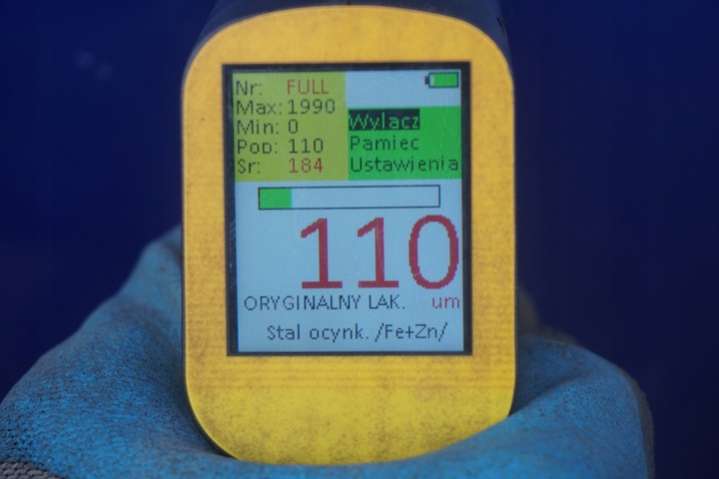 Nr: FULL
Max: 1990
Min: 0
Pop: 110
Sr: 184
Wylacz
Pamiec
Ustawienia
110
ORYGINALNY LAK. um
Stal ocynk. /Fe+Zn/